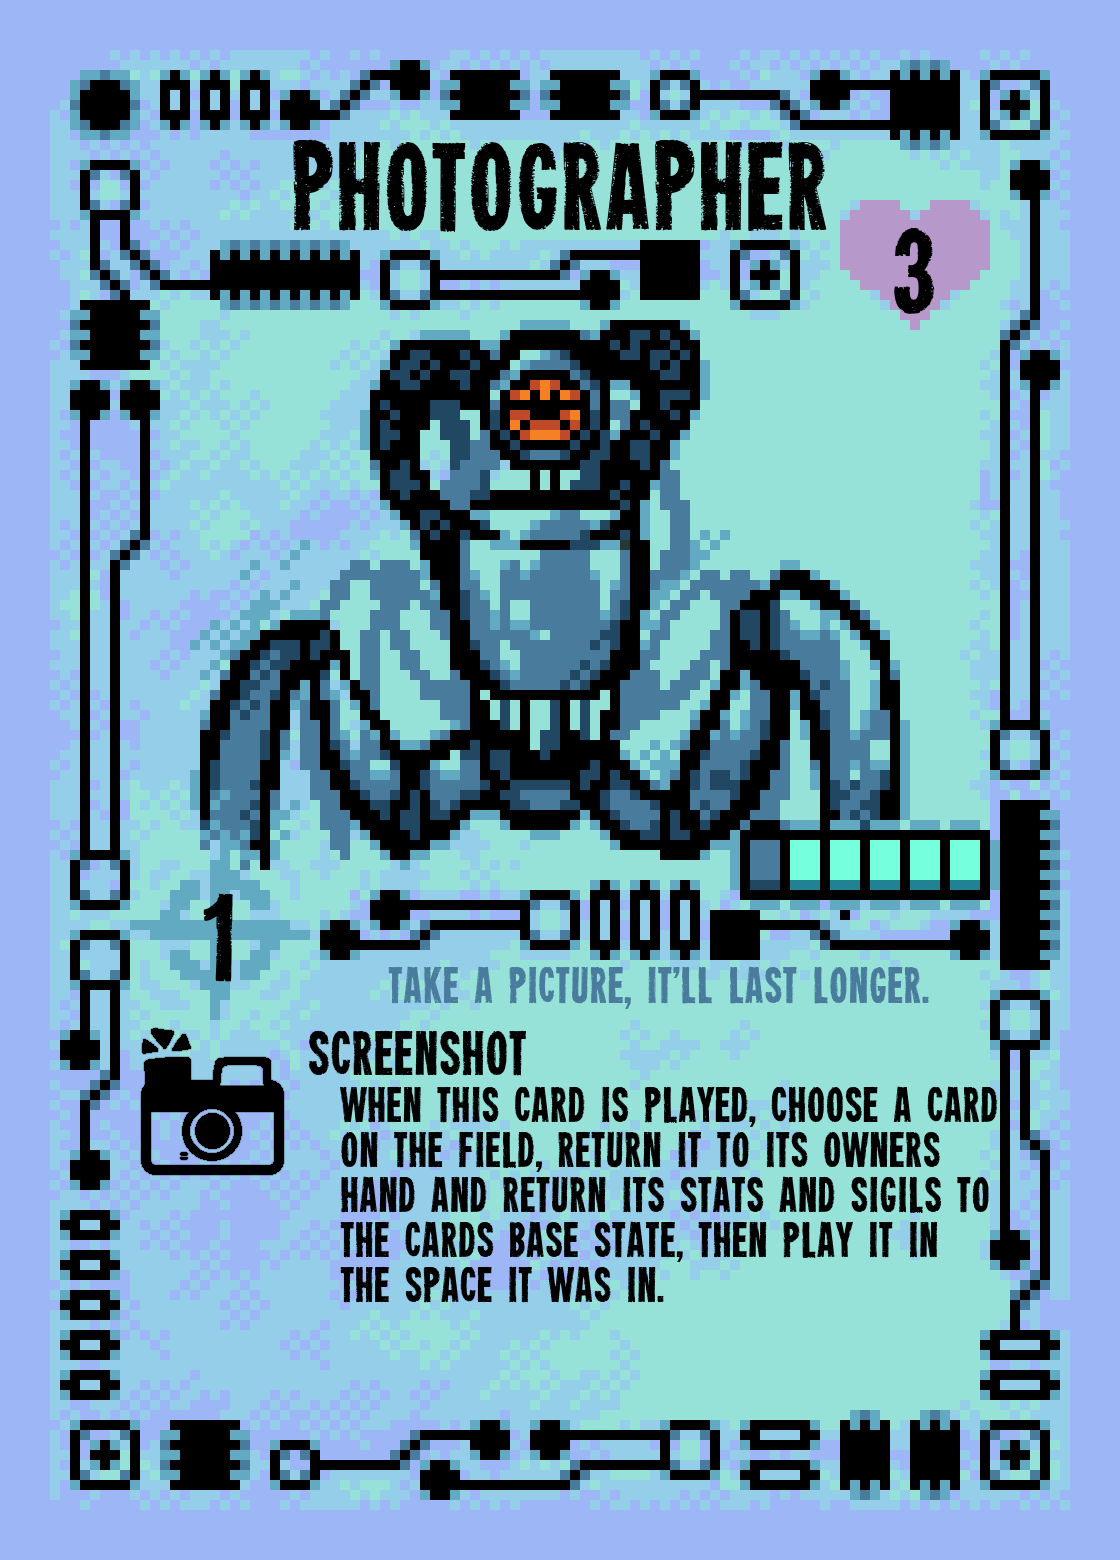 PHOTOGRAPHER
3
1
TAKE A PICTURE, IT'LL LAST LONGER.
SCREENSHOT
WHEN THIS CARD IS PLAYED, CHOOSE A CARD
ON THE FIELD, RETURN IT TO ITS OWNERS
HAND AND RETURN ITS STATS AND SIGILS TO
THE CARDS BASE STATE, THEN PLAY IT IN
THE SPACE IT WAS IN.